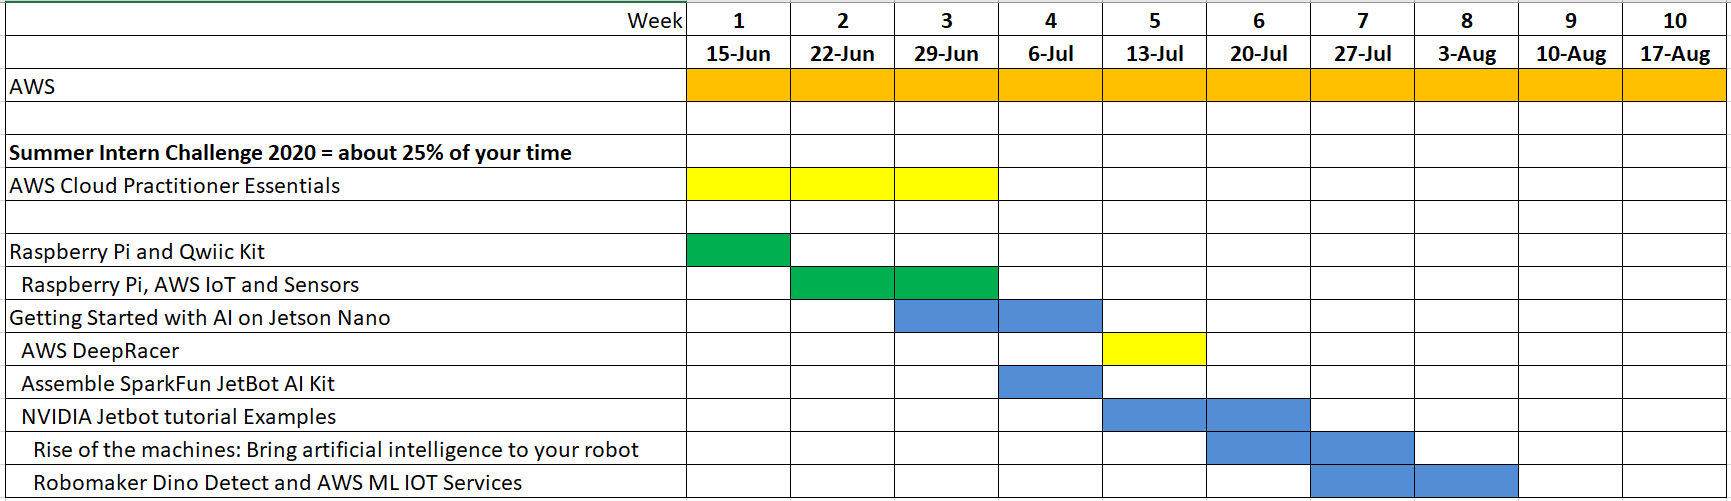 Week 1 2 3 4 5 6 7 8 9 10
15-Jun 22-Jun 29-Jun 6-Jul 13-Jul 20-Jul 27-Jul 3-Aug 10-Aug 17-Aug
AWS
Summer Intern Challenge 2020 = about 25% of your time
AWS Cloud Practitioner Essentials
Raspberry Pi and Qwiic Kit
Raspberry Pi, AWS IoT and Sensors
Getting Started with AI on Jetson Nano
AWS DeepRacer
Assemble SparkFun JetBot AI Kit
NVIDIA Jetbot tutorial Examples
Rise of the machines: Bring artificial intelligence to your robot
Robomaker Dino Detect and AWS ML IOT Services